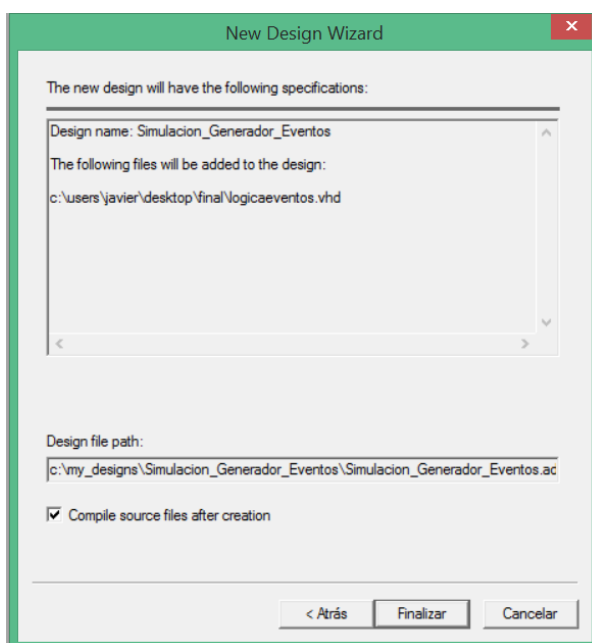 New Design Wizard
The new design will have the following specifications:
Design name: Simulacion_Generador_Eventos
The following files will be added to the design:
c:\users\javier\desktop\final\logicaeventos.vhd
Design file path:
c:\my_designs\Simulacion_Generador_Eventos\Simulacion_Generador_Eventos.ac
Compile source files after creation
< Atrás Finalizar Cancelar